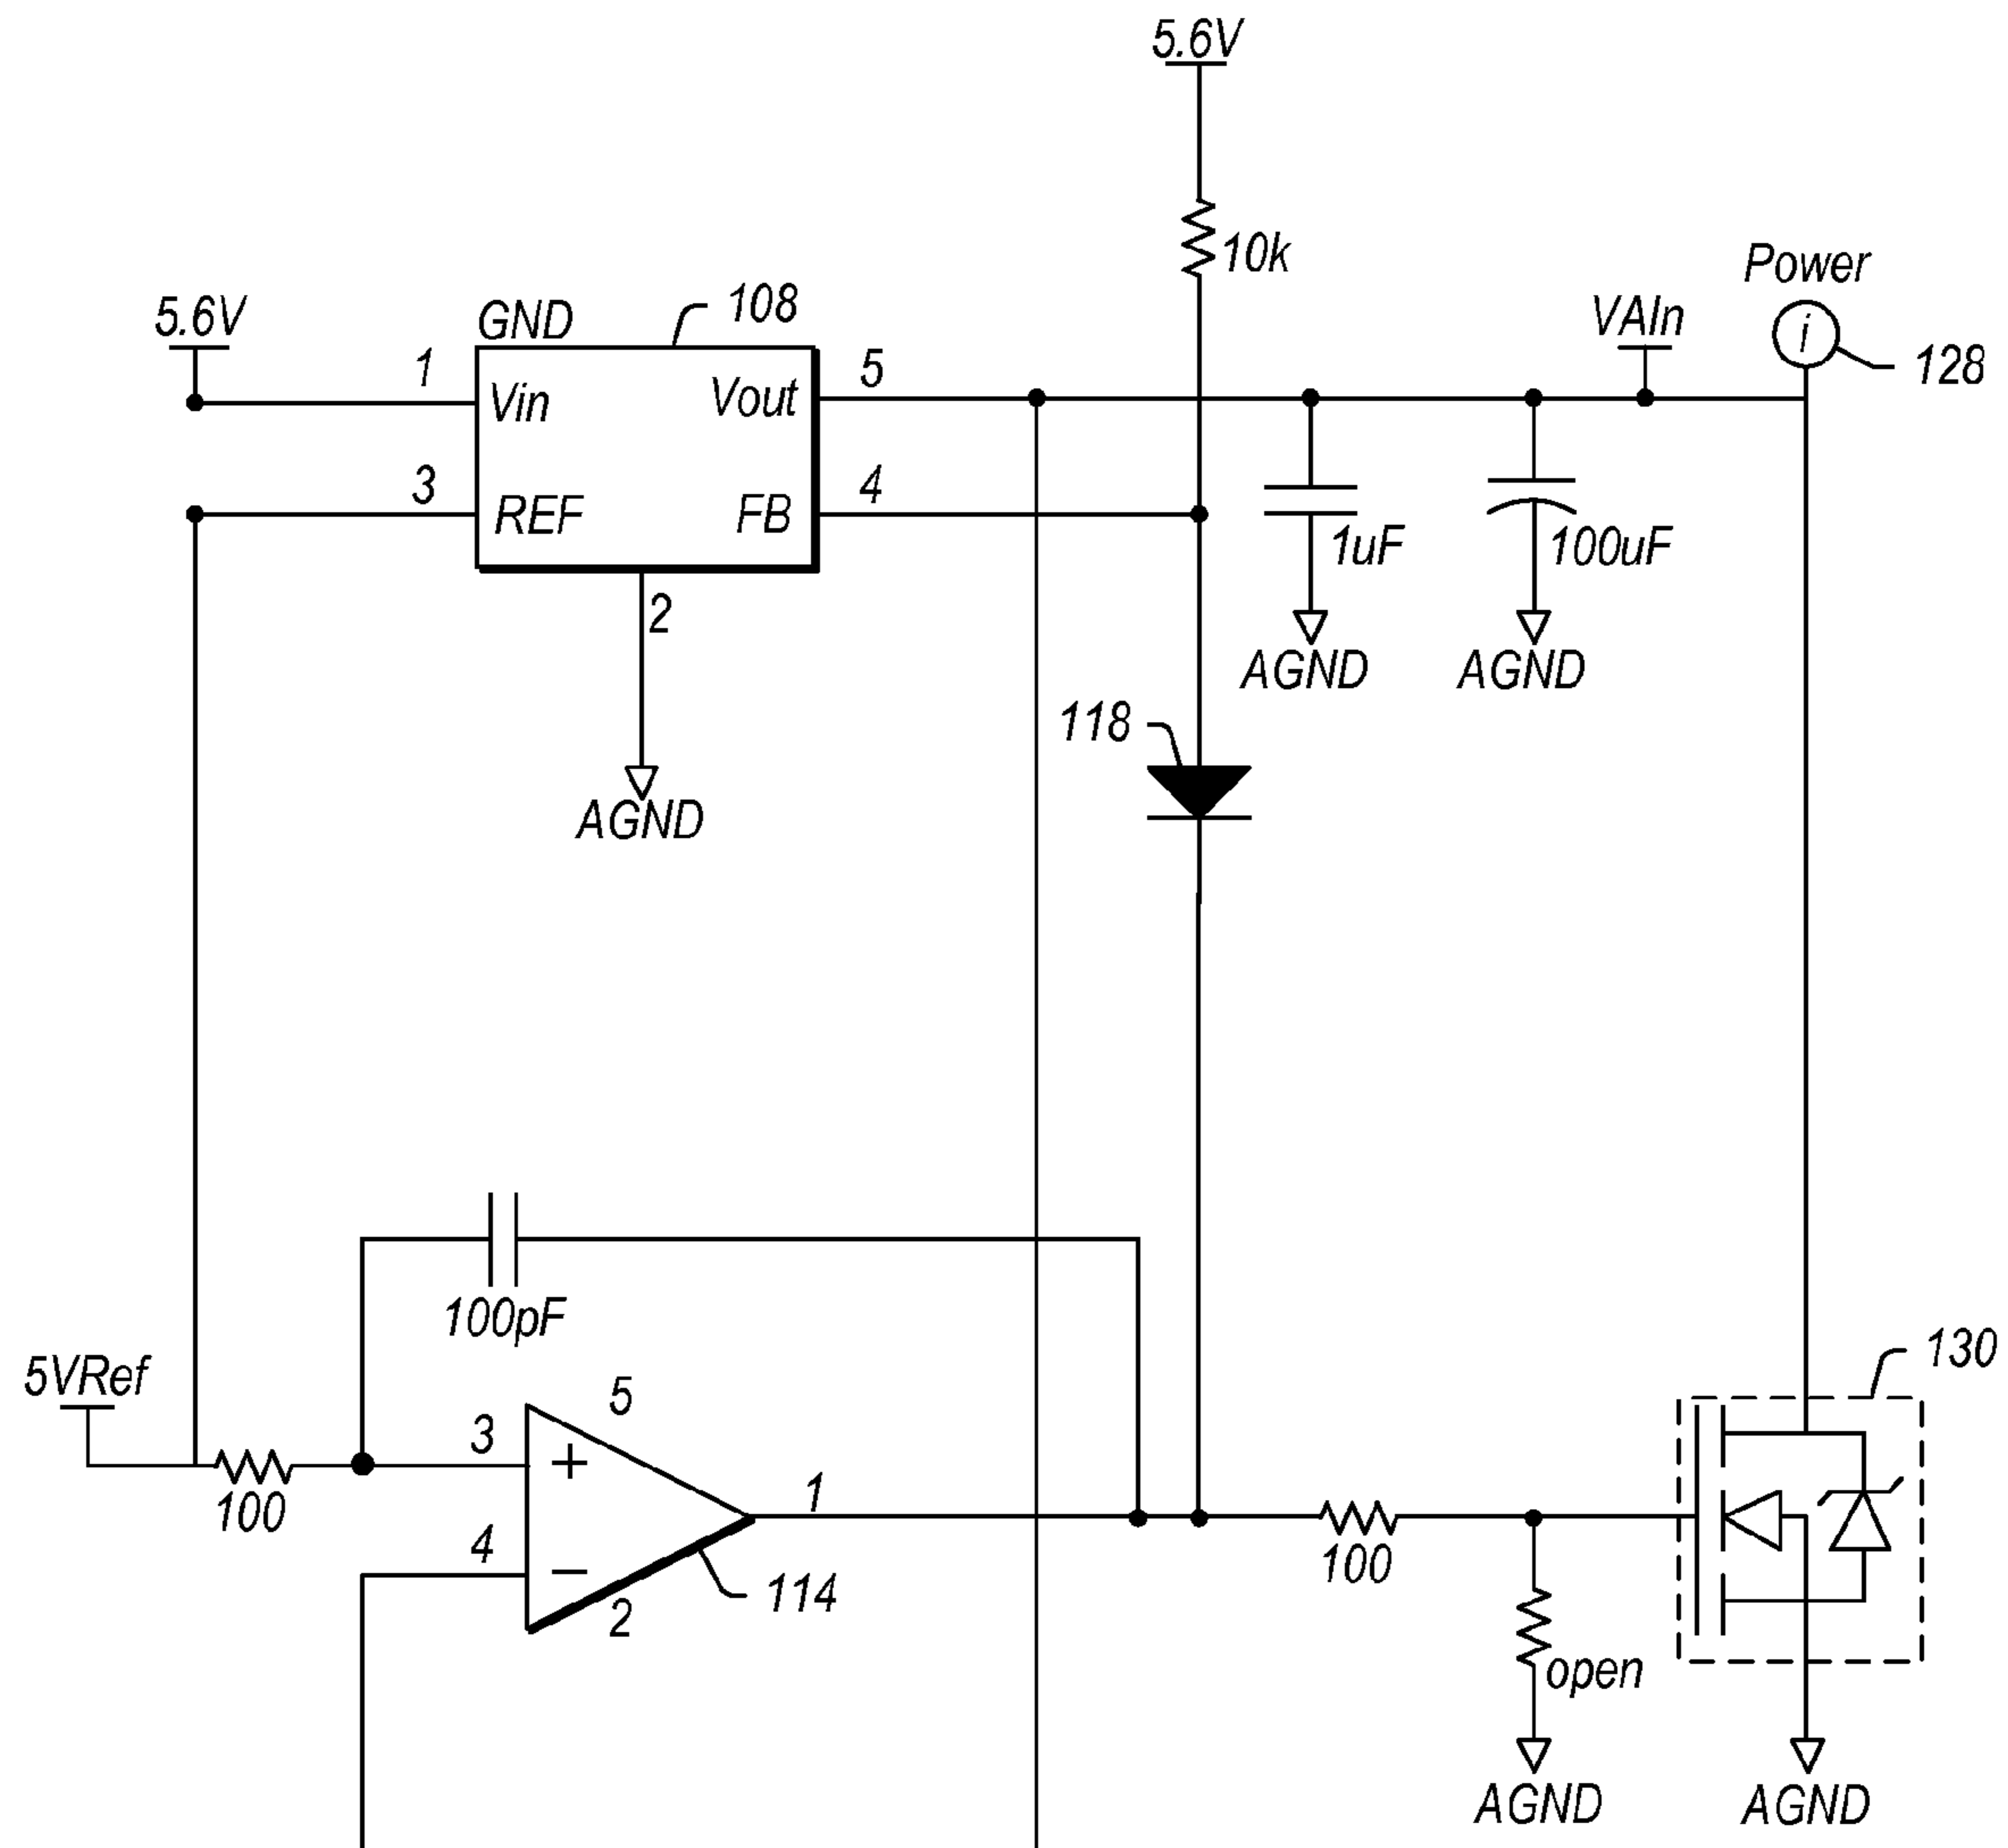 5.6V
10k
Power
i
128
VAIn
5.6V
GND
108
1
Vin
Vout
5
3
REF
FB
4
2
AGND
1uF
100uF
AGND
AGND
118
100pF
5VRef
100
3
+
5
4
−
2
1
114
100
open
130
AGND
AGND